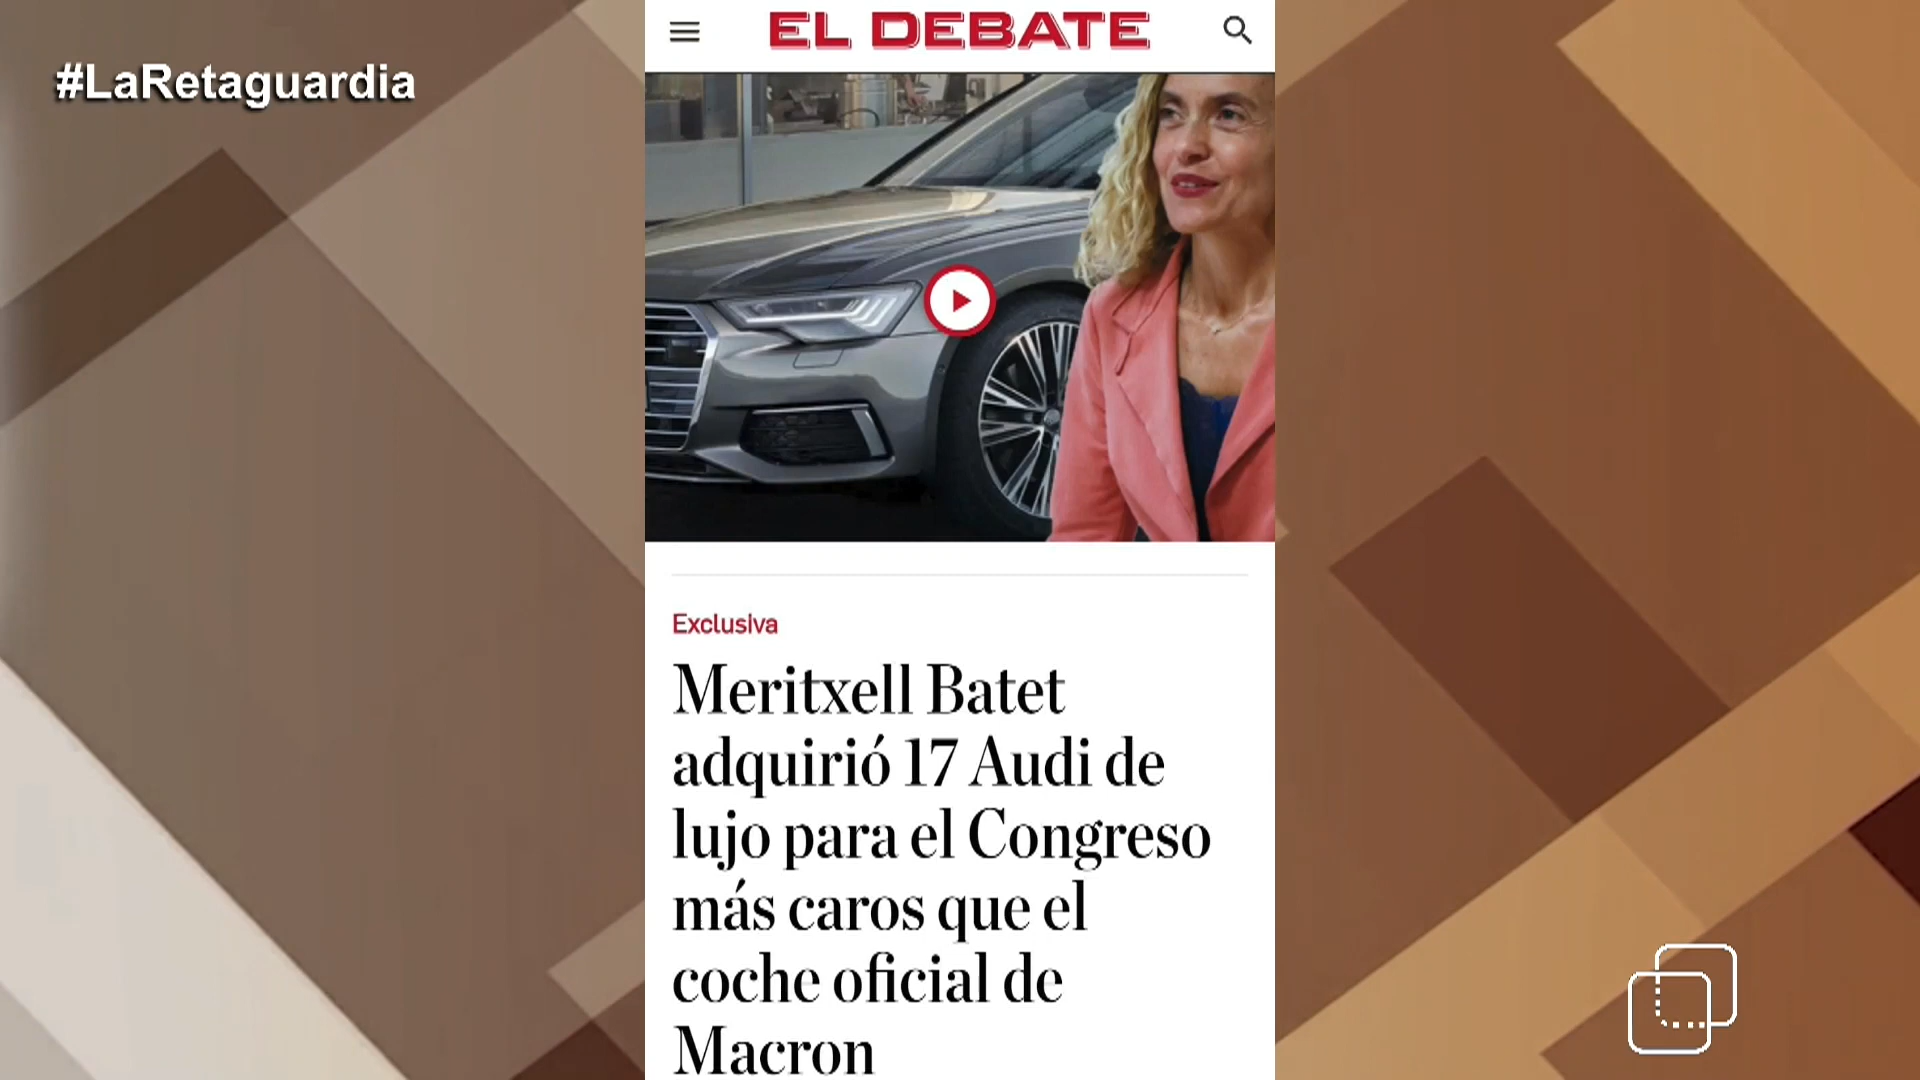 #LaRetaguardia
EL DEBATE
Exclusiva
Meritxell Batet
adquirió 17 Audi de
lujo para el Congreso
más caros que el
coche oficial de
Macron